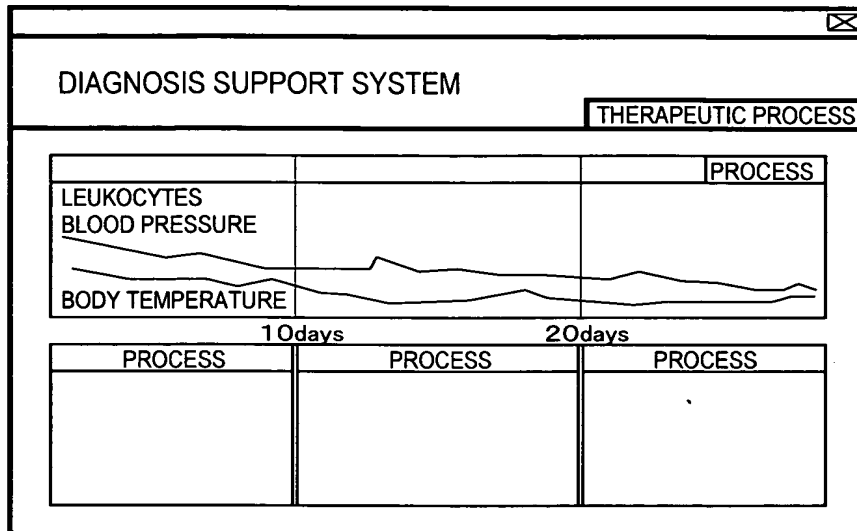 DIAGNOSIS SUPPORT SYSTEM
THERAPEUTIC PROCESS
PROCESS
LEUKOCYTES
BLOOD PRESSURE
BODY TEMPERATURE
10days 20days
PROCESS PROCESS PROCESS